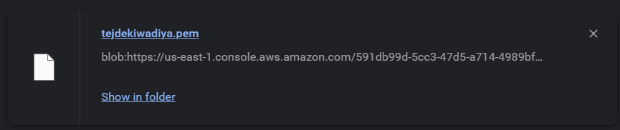 tejdekiwadiya.pem
blob:https://us-east-1.console.aws.amazon.com/591db99d-5cc3-47d5-a714-4989bf...
Show in folder